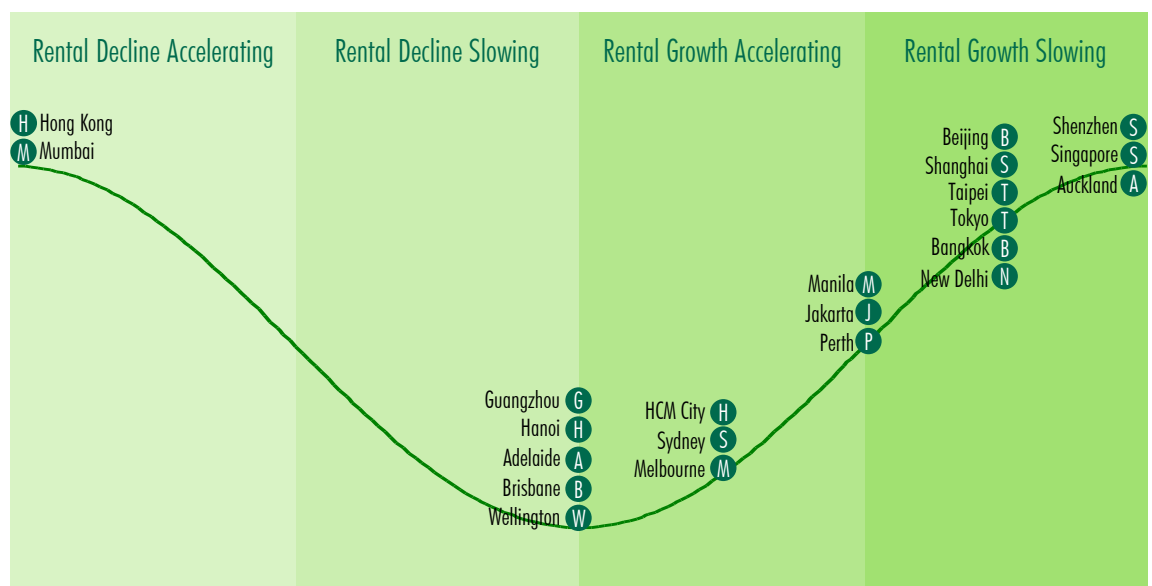 Rental Decline Accelerating
Rental Decline Slowing
Rental Growth Accelerating
Rental Growth Slowing
H Hong Kong
M Mumbai
Guangzhou G
Hanoi H
Adelaide A
Brisbane B
Wellington W
HCM City H
Sydney S
Melbourne M
Manila M
Jakarta J
Perth P
Beijing B
Shanghai S
Taipei T
Tokyo T
Bangkok B
New Delhi N
Shenzhen S
Singapore S
Auckland A